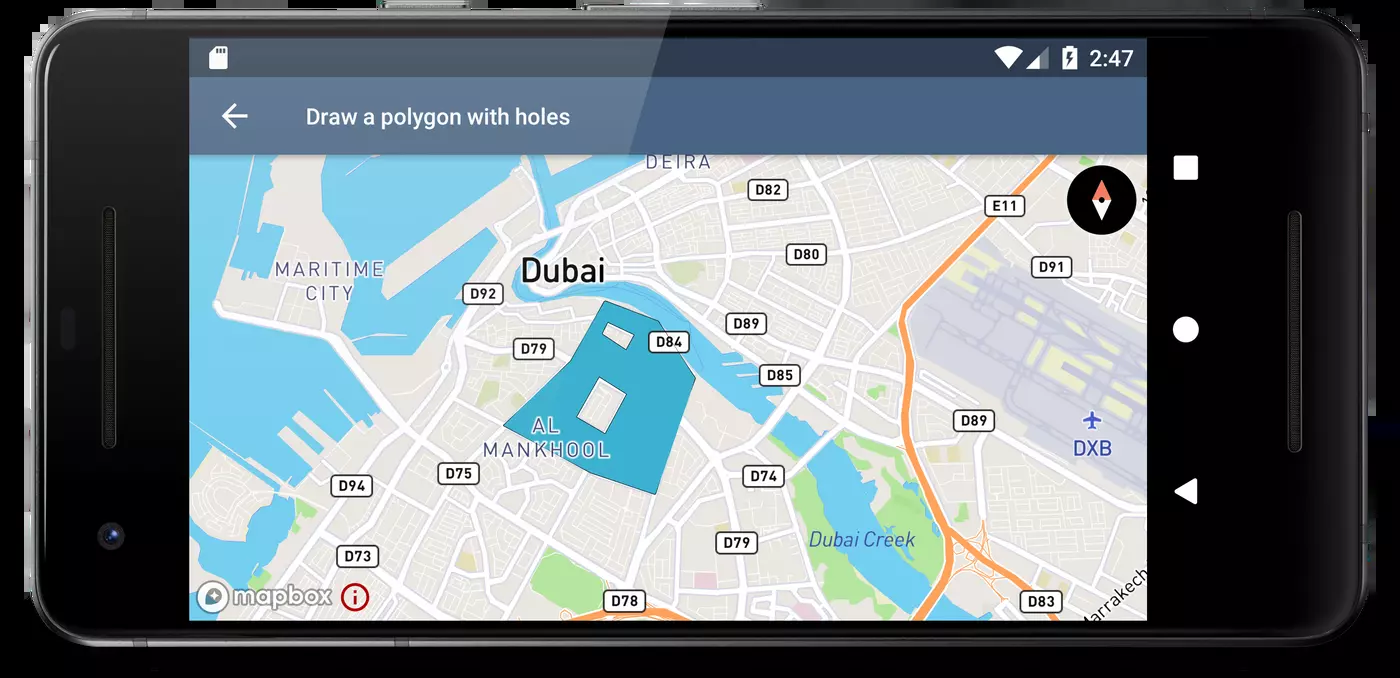 2:47
Draw a polygon with holes
DEIRA
D82
E11
D80
D91
MARITIME
CITY
Dubai
D92
D89
D79
D84
D85
AL
MANKHOOL
D89
DXB
D75
D74
D94
Dubai Creek
D79
D73
mapbox
D78
D83
Marrakech